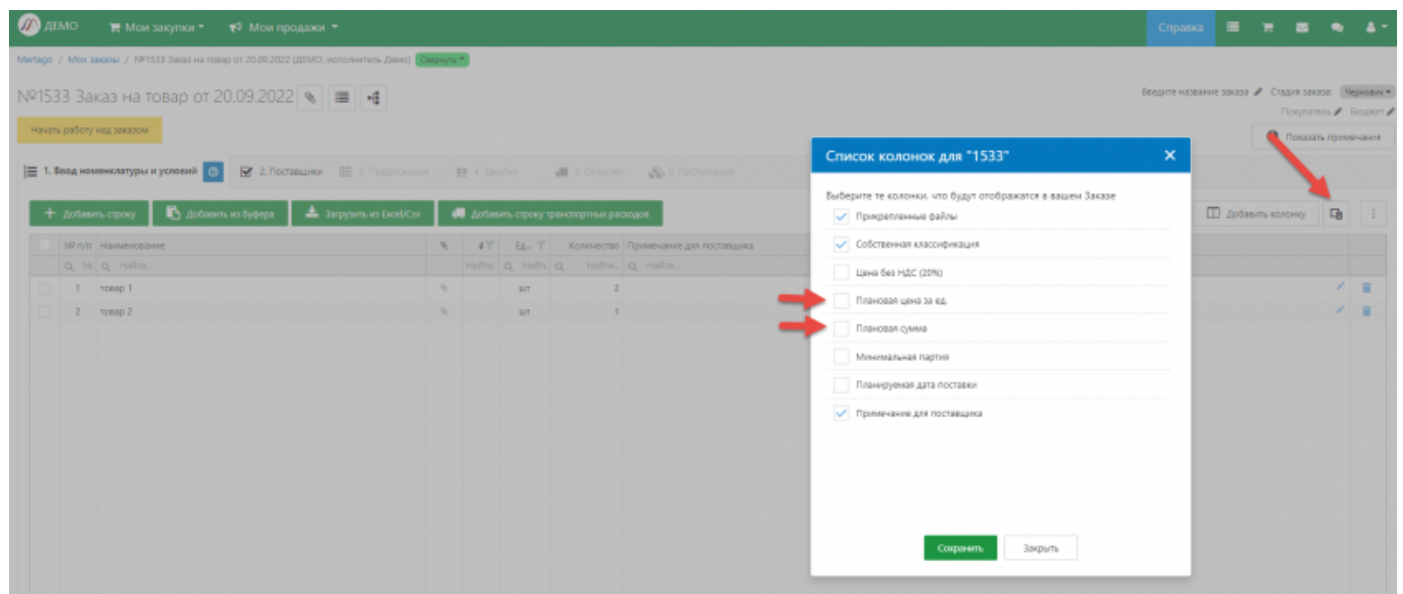 ДЕМО Мои закупки Мои продажи Справка
Mertago / Мои заказы / №1533 Заказ на товар от 20.09.2022 (ДЕМО, исполнитель Демо) Свернуть
№1533 Заказ на товар от 20.09.2022
Введите название заказа Стадия заказа: Черновик
Покупатель Бюджет
Начать работу над заказом
Показать примечания
1. Ввод номенклатуры и условий 2. Поставщики 3. Предложения 4. Закупки 5. Отгрузки 6. Поступления
+ Добавить строку Добавить из буфера Загрузить из Excel/Csv Добавить строку транспортных расходов Добавить колонку
№ п/п Наименование Ед... Количество Примечание для поставщика
Найти... Найти Найти Найти... Найти...
1 товар 1 шт 2
2 товар 2 шт 1
Список колонок для "1533"
Выберите те колонки, что будут отображатся в вашем Заказе
Прикрепленные файлы
Собственная классификация
Цена без НДС (20%)
Плановая цена за ед.
Плановая сумма
Минимальная партия
Планируемая дата поставки
Примечание для поставщика
Сохранить Закрыть